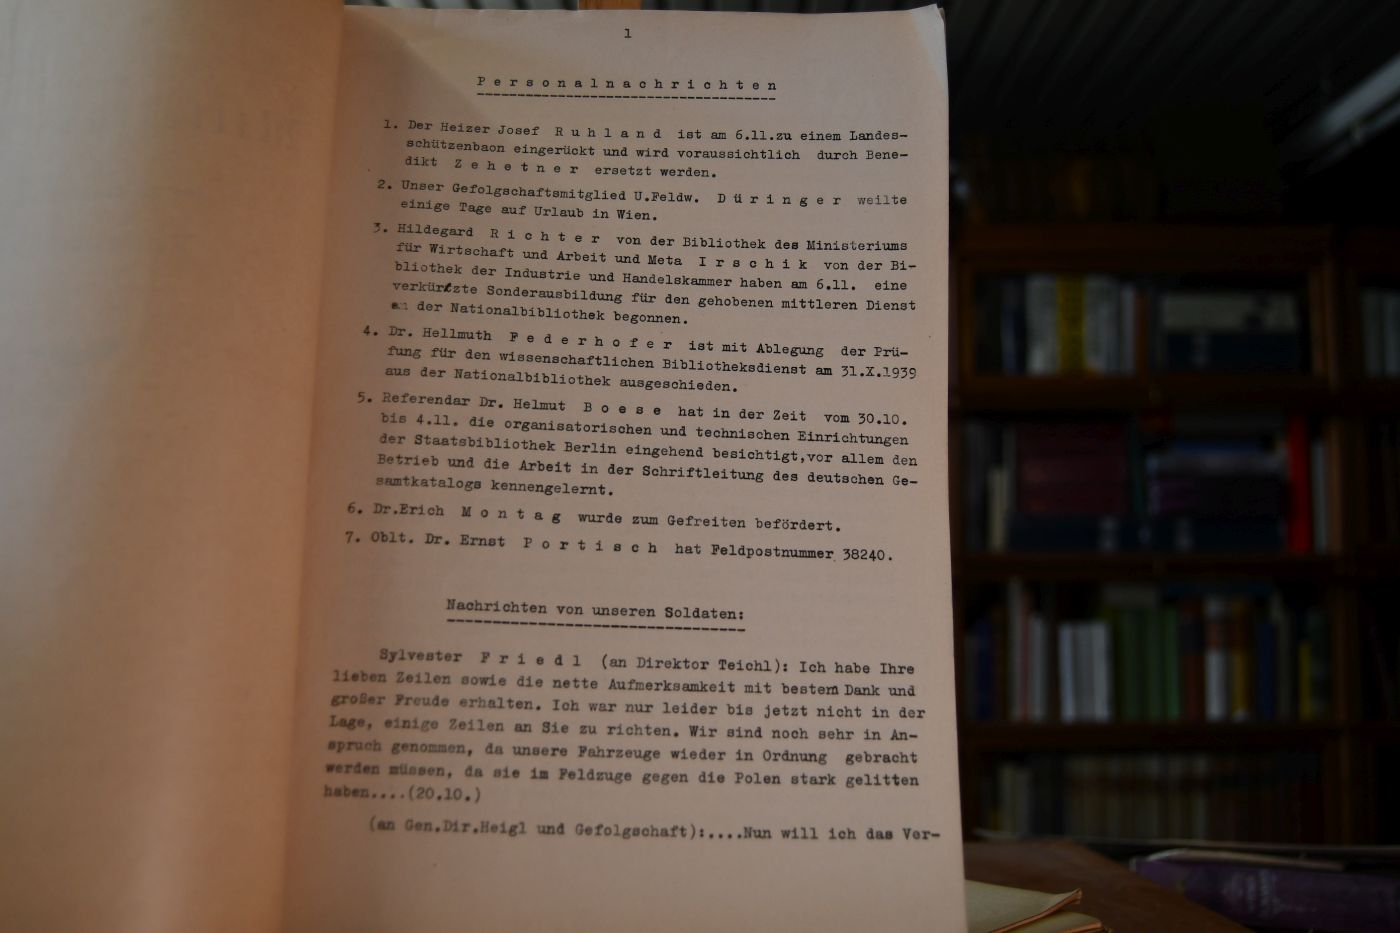 1
P e r s o n a l n a c h r i c h t e n
1. Der Heizer Josef R u h l a n d ist am 6.11.zu einem Landes-
schützenbaon eingerückt und wird voraussichtlich durch Bene-
dikt Z e h e t n e r ersetzt werden.
2. Unser Gefolgschaftsmitglied U.Feldw. D ü r i n g e r weilte
einige Tage auf Urlaub in Wien.
3. Hildegard R i c h t e r von der Bibliothek des Ministeriums
für Wirtschaft und Arbeit und Meta I r s c h i k von der Bi-
bliothek der Industrie und Handelskammer haben am 6.11. eine
verkürzte Sonderausbildung für den gehobenen mittleren Dienst
an der Nationalbibliothek begonnen.
4. Dr. Hellmuth F e d e r h o f e r ist mit Ablegung der Prü-
fung für den wissenschaftlichen Bibliotheksdienst am 31.X.1939
aus der Nationalbibliothek ausgeschieden.
5. Referendar Dr. Helmut B o e s e hat in der Zeit vom 30.10.
bis 4.11. die organisatorischen und technischen Einrichtungen
der Staatsbibliothek Berlin eingehend besichtigt,vor allem den
Betrieb und die Arbeit in der Schriftleitung des deutschen Ge-
samtkatalogs kennengelernt.
6. Dr.Erich M o n t a g wurde zum Gefreiten befördert.
7. Oblt. Dr. Ernst P o r t i s c h hat Feldpostnummer 38240.
Nachrichten von unseren Soldaten:
Sylvester F r i e d l (an Direktor Teichl): Ich habe Ihre
lieben Zeilen sowie die nette Aufmerksamkeit mit bestem Dank und
großer Freude erhalten. Ich war nur leider bis jetzt nicht in der
Lage, einige Zeilen an Sie zu richten. Wir sind noch sehr in An-
spruch genommen, da unsere Fahrzeuge wieder in Ordnung gebracht
werden müssen, da sie im Feldzuge gegen die Polen stark gelitten
haben....(20.10.)
(an Gen.Dir.Heigl und Gefolgschaft):....Nun will ich das Ver-